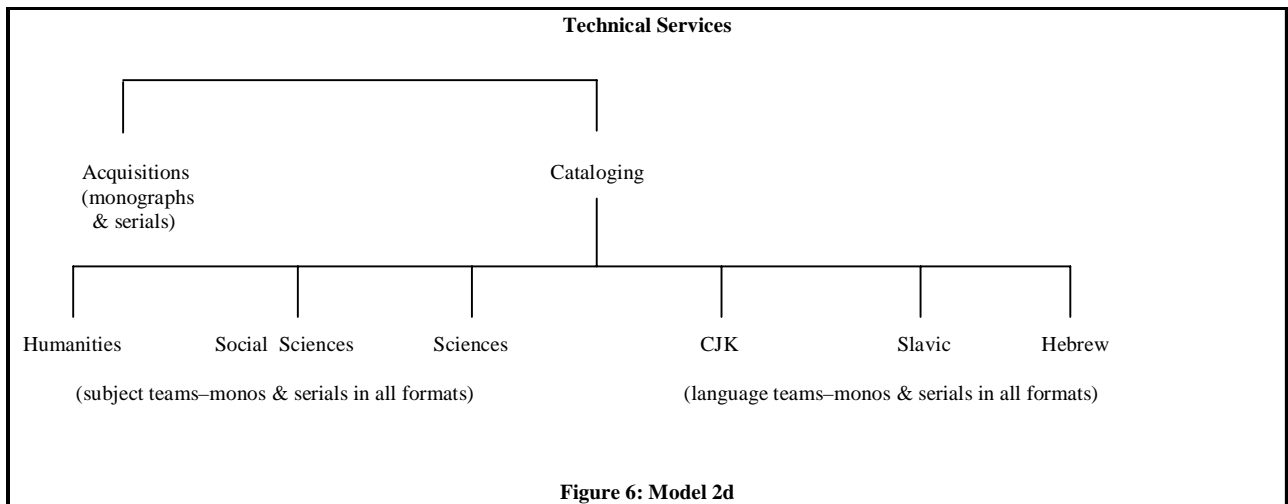 Technical Services
Acquisitions
(monographs
& serials)
Cataloging
Humanities
Social Sciences
Sciences
CJK
Slavic
Hebrew
(subject teams–monos & serials in all formats)
(language teams–monos & serials in all formats)
Figure 6: Model 2d